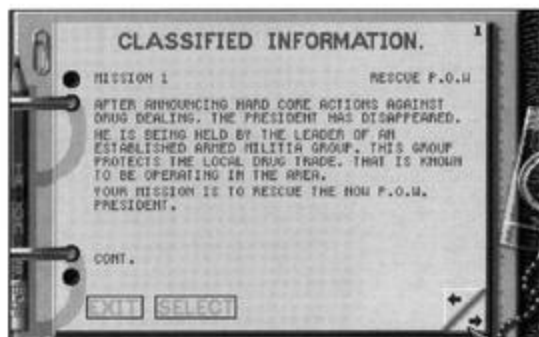 1
CLASSIFIED INFORMATION.
MISSION 1 RESCUE P.O.W
AFTER ANNOUNCING HARD CORE ACTIONS AGAINST
DRUG DEALING. THE PRESIDENT HAS DISAPPEARED.
HE IS BEING HELD BY THE LEADER OF AN
ESTABLISHED ARMED MILITIA GROUP. THIS GROUP
PROTECTS THE LOCAL DRUG TRADE. THAT IS KNOWN
TO BE OPERATING IN THE AREA.
YOUR MISSION IS TO RESCUE THE NOW P.O.W.
PRESIDENT.
CONT.
EXIT SELECT